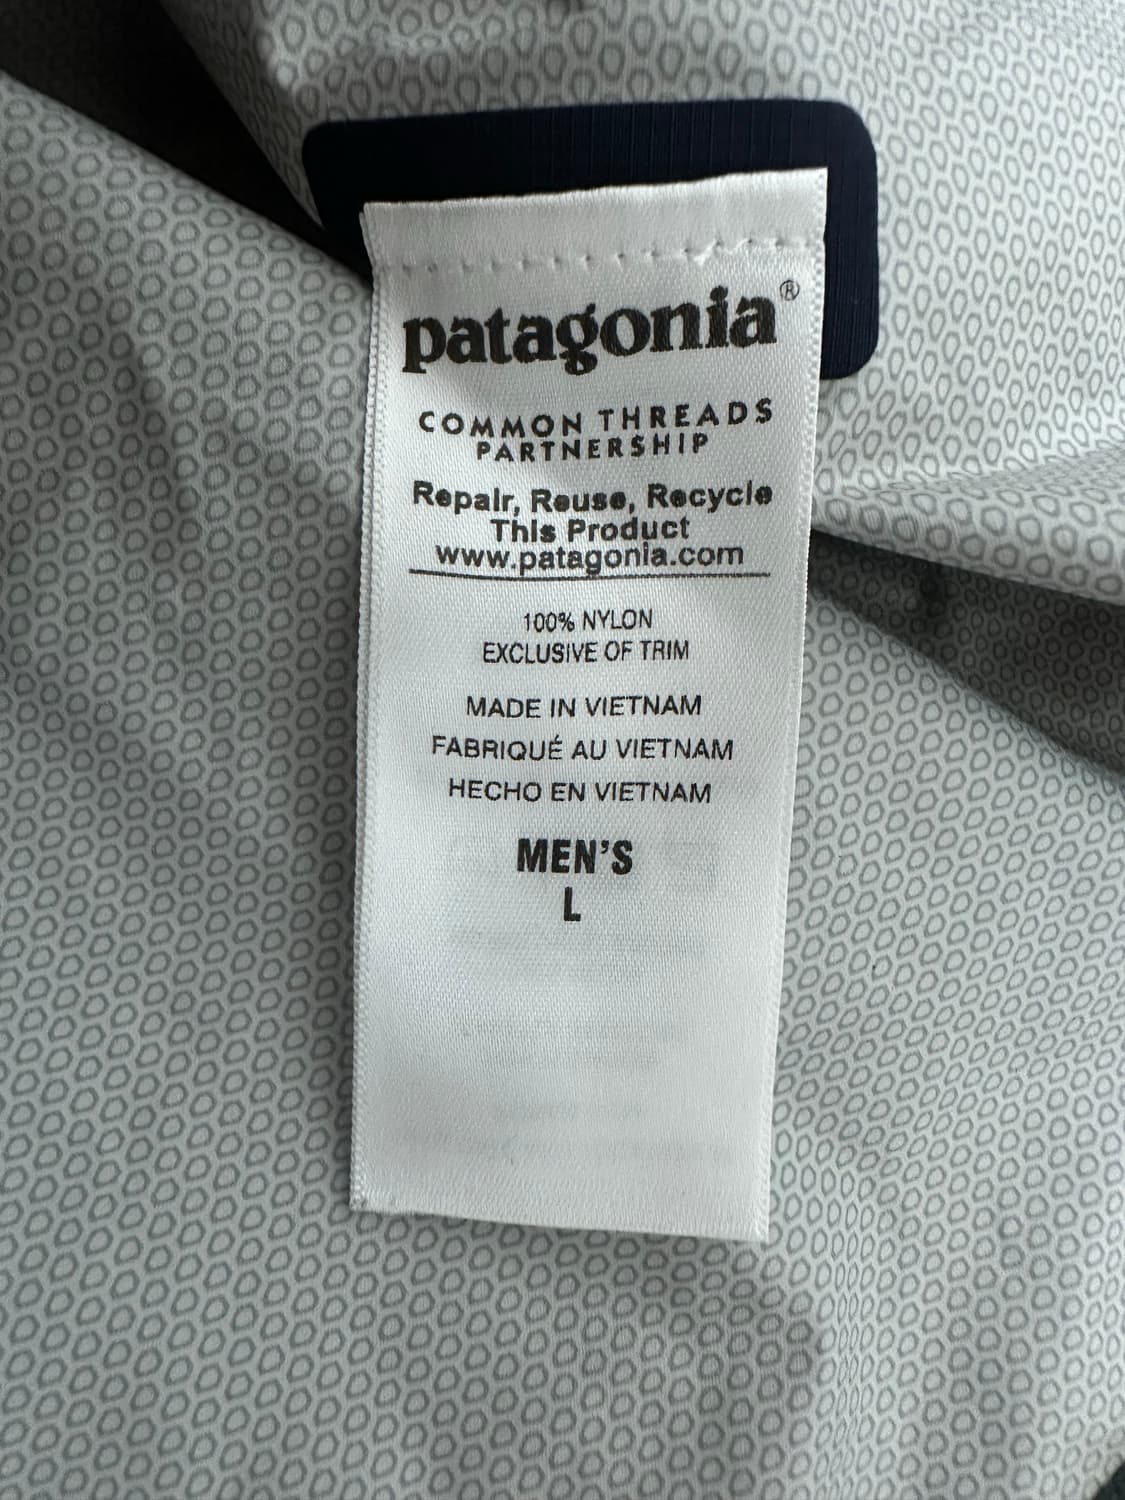 patagonia®
COMMON THREADS
PARTNERSHIP
Repair, Reuse, Recycle
This Product
www.patagonia.com
100% NYLON
EXCLUSIVE OF TRIM
MADE IN VIETNAM
FABRIQUÉ AU VIETNAM
HECHO EN VIETNAM
MEN'S
L